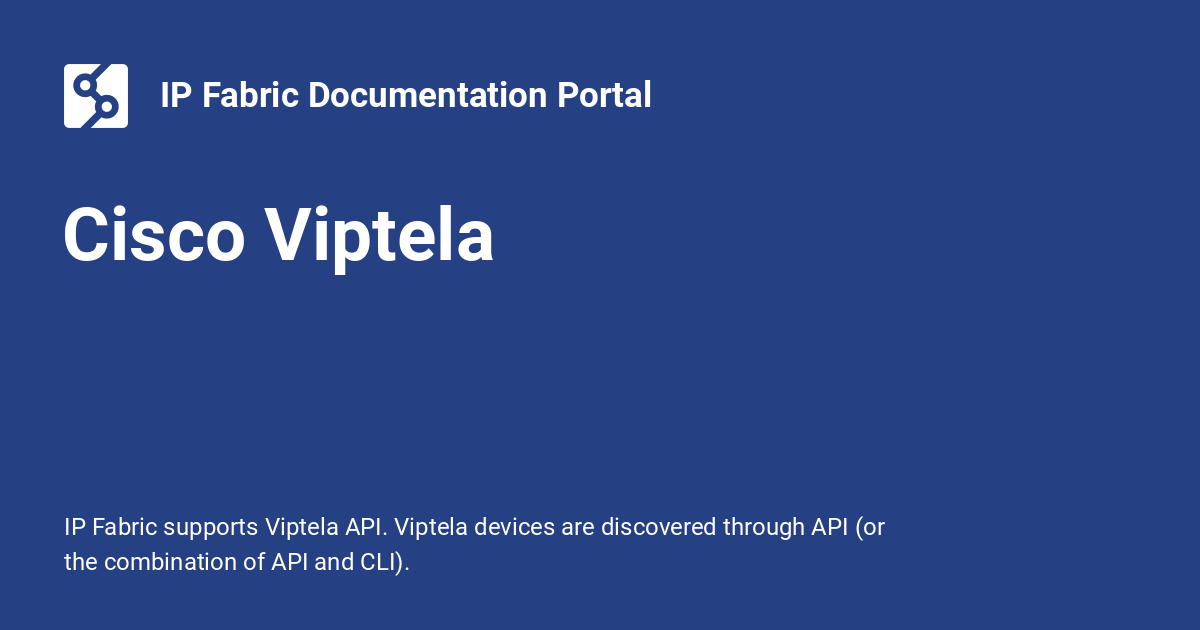 IP Fabric Documentation Portal
Cisco Viptela
IP Fabric supports Viptela API. Viptela devices are discovered through API (or
the combination of API and CLI).